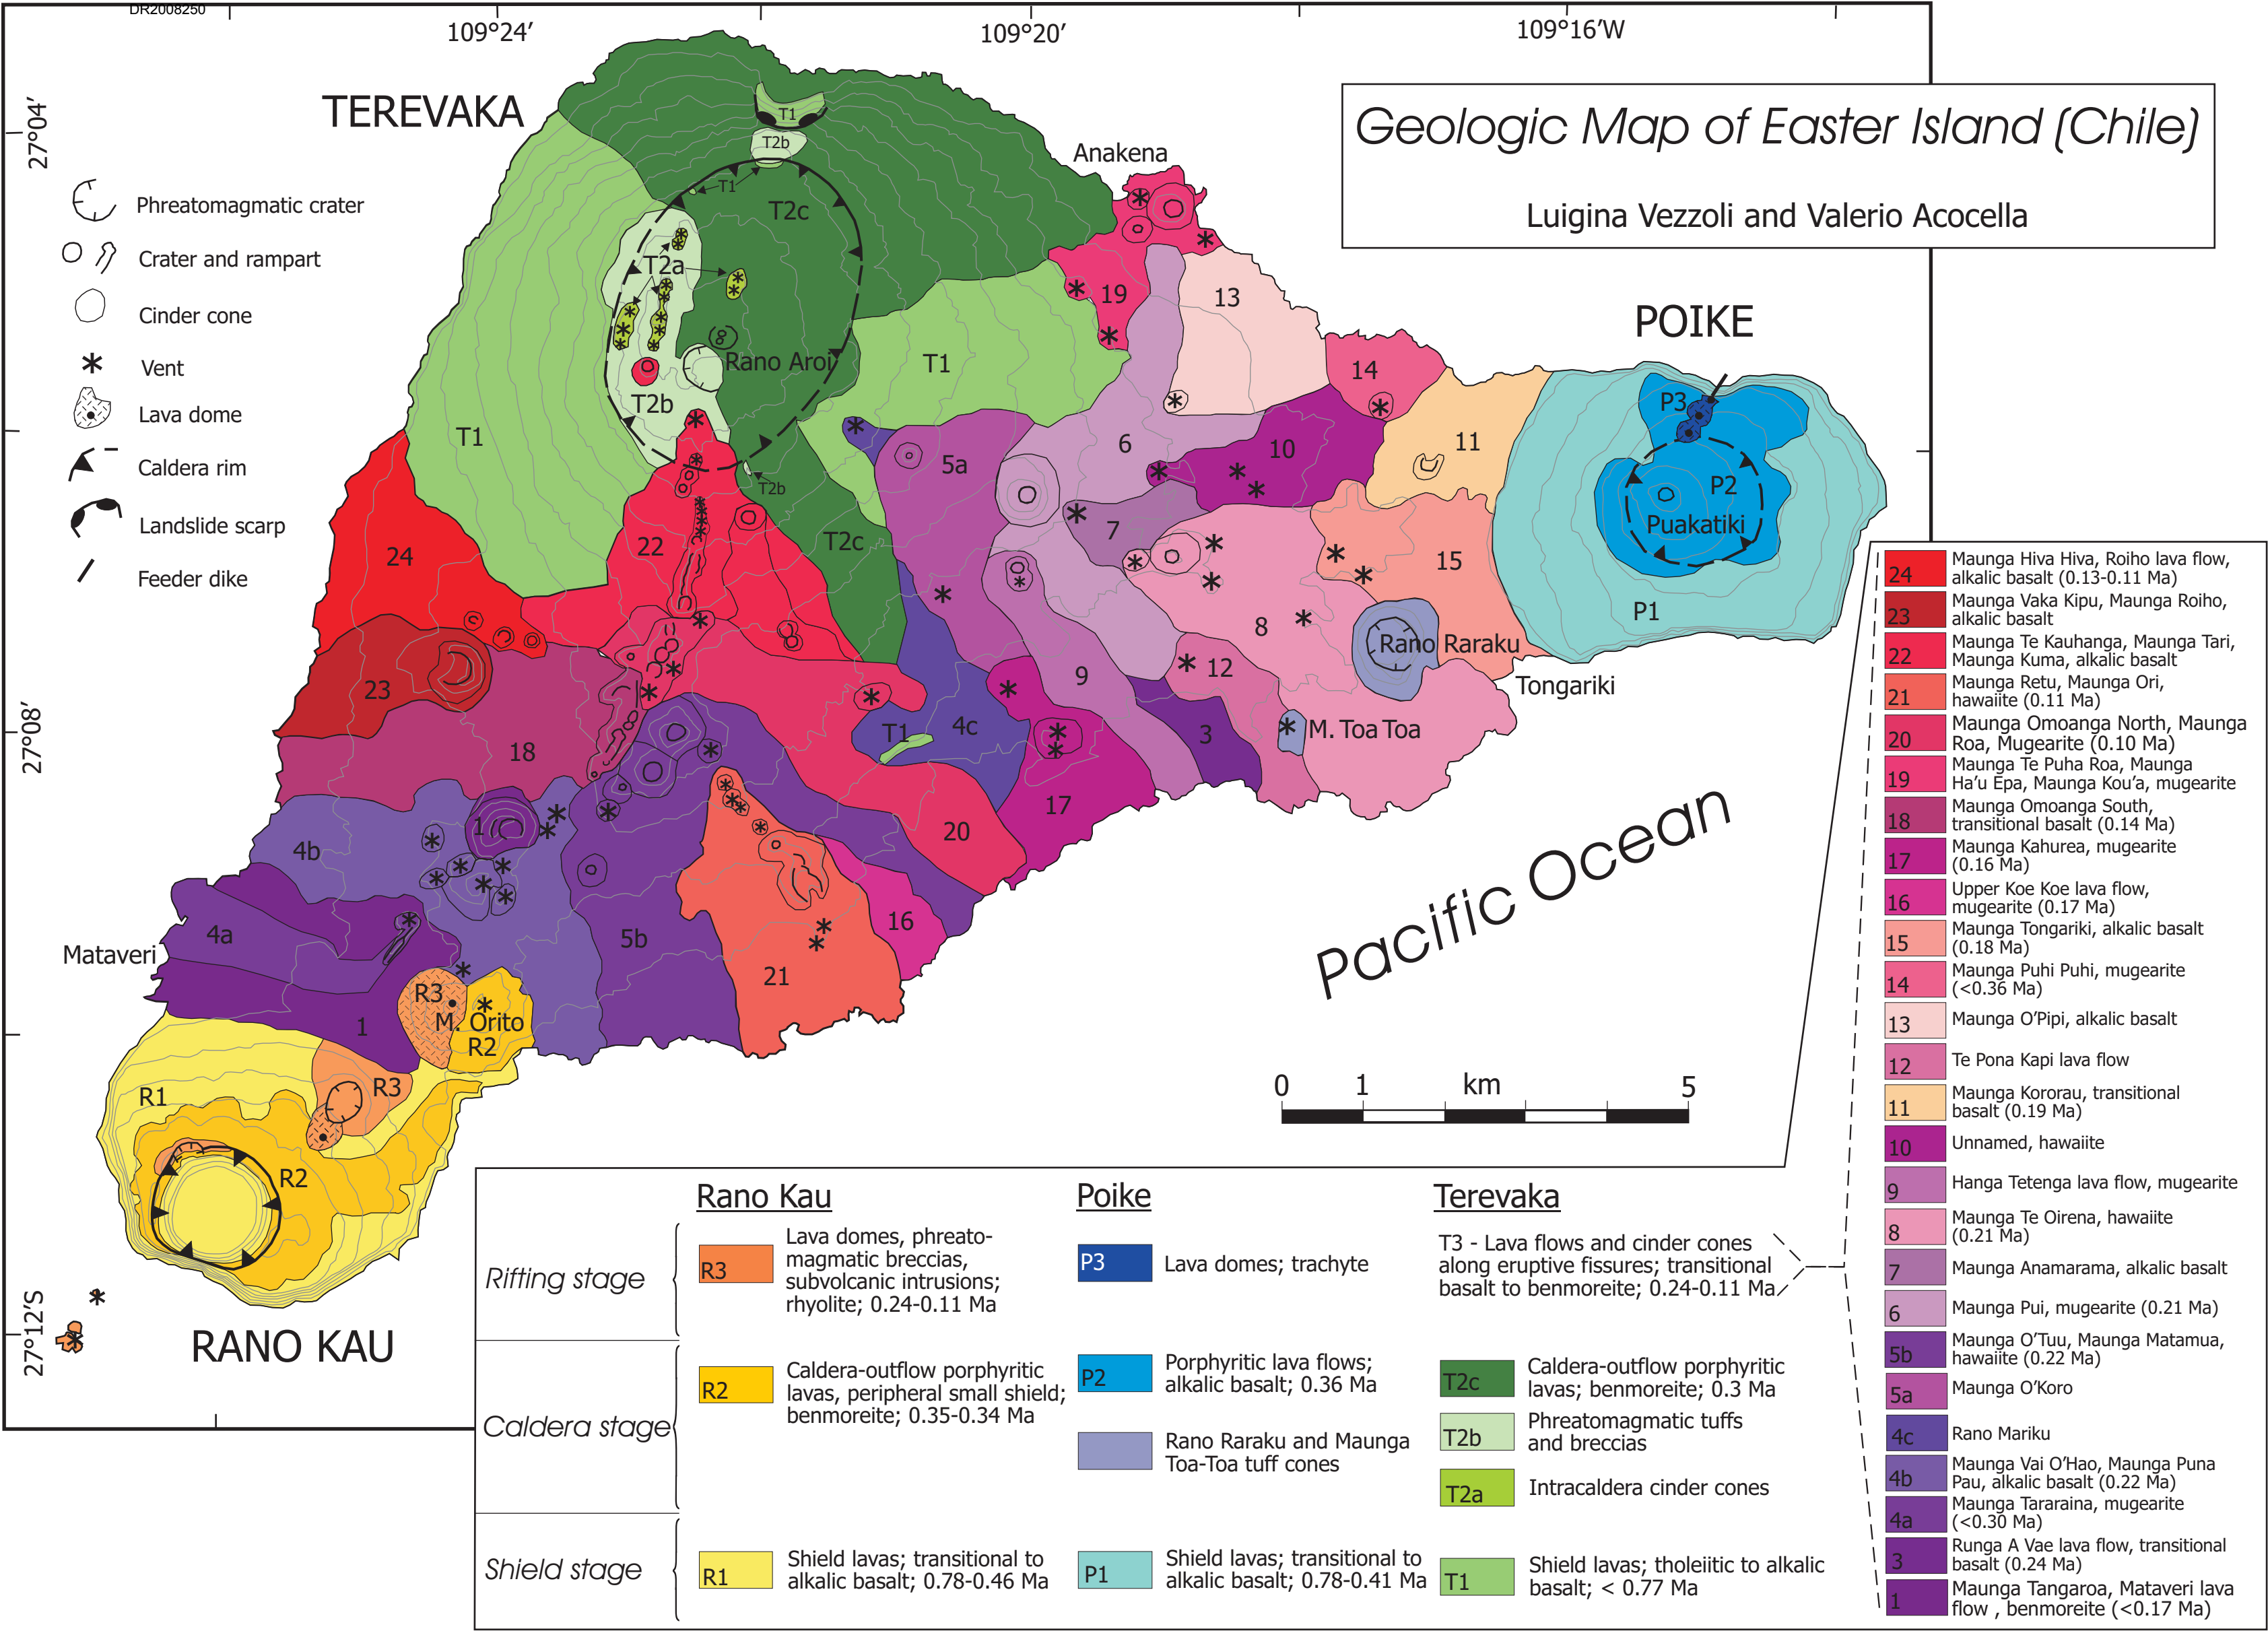 DR2008250
109°24′
109°20′
109°16′W
27°04′
27°08′
27°12′S
Geologic Map of Easter Island (Chile)
Luigina Vezzoli and Valerio Acocella
TEREVAKA
POIKE
RANO KAU
Phreatomagmatic crater
Crater and rampart
Cinder cone
Vent
Lava dome
Caldera rim
Landslide scarp
Feeder dike
T1
T2b
T1
T2c
T2a
Rano Aroi
T2b
T1
T1
T2b
T2c
Anakena
19
13
14
6
10
11
5a
7
P3
P2
Puakatiki
P1
24
22
15
8
Rano Raraku
12
9
Tongariki
23
18
T1
4c
3
M. Toa Toa
17
20
4b
1
4a
5b
16
Mataveri
21
R3
M. Orito
R2
1
R1
R3
R2
Pacific Ocean
0 1 km 5
Rano Kau
Poike
Terevaka
Rifting stage
R3
Lava domes, phreato-
magmatic breccias,
subvolcanic intrusions;
rhyolite; 0.24-0.11 Ma
P3
Lava domes; trachyte
T3 - Lava flows and cinder cones
along eruptive fissures; transitional
basalt to benmoreite; 0.24-0.11 Ma
Caldera stage
R2
Caldera-outflow porphyritic
lavas, peripheral small shield;
benmoreite; 0.35-0.34 Ma
P2
Porphyritic lava flows;
alkalic basalt; 0.36 Ma
Rano Raraku and Maunga
Toa-Toa tuff cones
T2c
Caldera-outflow porphyritic
lavas; benmoreite; 0.3 Ma
T2b
Phreatomagmatic tuffs
and breccias
T2a
Intracaldera cinder cones
Shield stage
R1
Shield lavas; transitional to
alkalic basalt; 0.78-0.46 Ma
P1
Shield lavas; transitional to
alkalic basalt; 0.78-0.41 Ma
T1
Shield lavas; tholeiitic to alkalic
basalt; < 0.77 Ma
24
Maunga Hiva Hiva, Roiho lava flow,
alkalic basalt (0.13-0.11 Ma)
23
Maunga Vaka Kipu, Maunga Roiho,
alkalic basalt
22
Maunga Te Kauhanga, Maunga Tari,
Maunga Kuma, alkalic basalt
21
Maunga Retu, Maunga Ori,
hawaiite (0.11 Ma)
20
Maunga Omoanga North, Maunga
Roa, Mugearite (0.10 Ma)
19
Maunga Te Puha Roa, Maunga
Ha'u Epa, Maunga Kou'a, mugearite
18
Maunga Omoanga South,
transitional basalt (0.14 Ma)
17
Maunga Kahurea, mugearite
(0.16 Ma)
16
Upper Koe Koe lava flow,
mugearite (0.17 Ma)
15
Maunga Tongariki, alkalic basalt
(0.18 Ma)
14
Maunga Puhi Puhi, mugearite
(<0.36 Ma)
13
Maunga O'Pipi, alkalic basalt
12
Te Pona Kapi lava flow
11
Maunga Kororau, transitional
basalt (0.19 Ma)
10
Unnamed, hawaiite
9
Hanga Tetenga lava flow, mugearite
8
Maunga Te Oirena, hawaiite
(0.21 Ma)
7
Maunga Anamarama, alkalic basalt
6
Maunga Pui, mugearite (0.21 Ma)
5b
Maunga O'Tuu, Maunga Matamua,
hawaiite (0.22 Ma)
5a
Maunga O'Koro
4c
Rano Mariku
4b
Maunga Vai O'Hao, Maunga Puna
Pau, alkalic basalt (0.22 Ma)
4a
Maunga Tararaina, mugearite
(<0.30 Ma)
3
Runga A Vae lava flow, transitional
basalt (0.24 Ma)
1
Maunga Tangaroa, Mataveri lava
flow , benmoreite (<0.17 Ma)